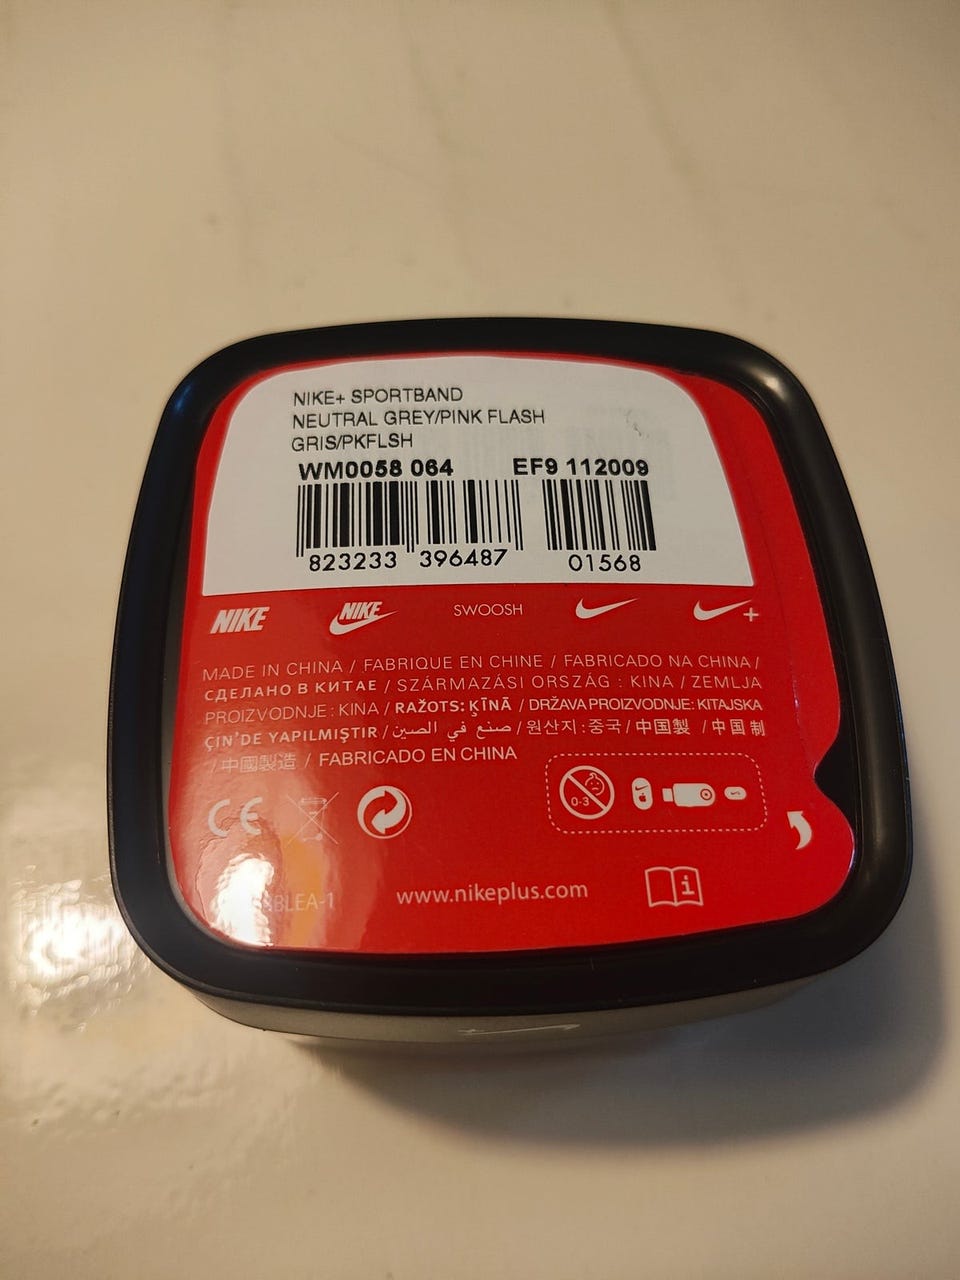 NIKE+ SPORTBAND
NEUTRAL GREY/PINK FLASH
GRIS/PKFLSH
WM0058 064 EF9 112009
823233 396487 01568
NIKE NIKE SWOOSH +
MADE IN CHINA / FABRIQUE EN CHINE / FABRICADO NA CHINA /
СДЕЛАНО В КИТАЕ / SZÁRMAZÁSI ORSZÁG : KINA / ZEMLJA
PROIZVODNJE : KINA / RAŽOTS: ĶĪNĀ / DRŽAVA PROIZVODNJE: KITAJSKA
ÇİN'DE YAPILMIŞTIR / صنع في الصين / 원산지 : 중국 / 中国製 / 中国制
/ 中國製造 / FABRICADO EN CHINA
CE 0-3
BLEA-1 www.nikeplus.com i